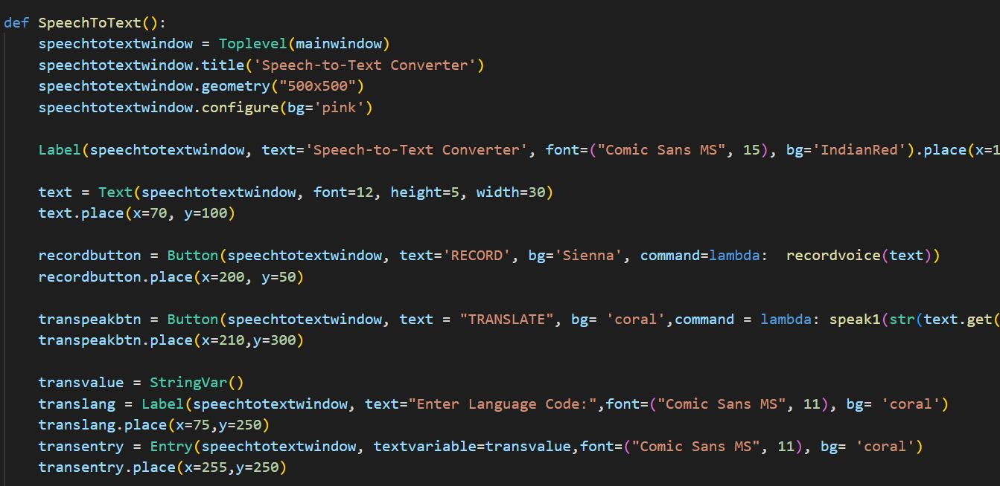 def SpeechToText():
    speechtotextwindow = Toplevel(mainwindow)
    speechtotextwindow.title('Speech-to-Text Converter')
    speechtotextwindow.geometry("500x500")
    speechtotextwindow.configure(bg='pink')
    Label(speechtotextwindow, text='Speech-to-Text Converter', font=("Comic Sans MS", 15), bg='IndianRed').place(x=1
    text = Text(speechtotextwindow, font=12, height=5, width=30)
    text.place(x=70, y=100)
    recordbutton = Button(speechtotextwindow, text='RECORD', bg='Sienna', command=lambda:  recordvoice(text))
    recordbutton.place(x=200, y=50)
    transpeakbtn = Button(speechtotextwindow, text = "TRANSLATE", bg= 'coral',command = lambda: speak1(str(text.get(
    transpeakbtn.place(x=210,y=300)
    transvalue = StringVar()
    translang = Label(speechtotextwindow, text="Enter Language Code:",font=("Comic Sans MS", 11), bg= 'coral')
    translang.place(x=75,y=250)
    transentry = Entry(speechtotextwindow, textvariable=transvalue,font=("Comic Sans MS", 11), bg= 'coral')
    transentry.place(x=255,y=250)